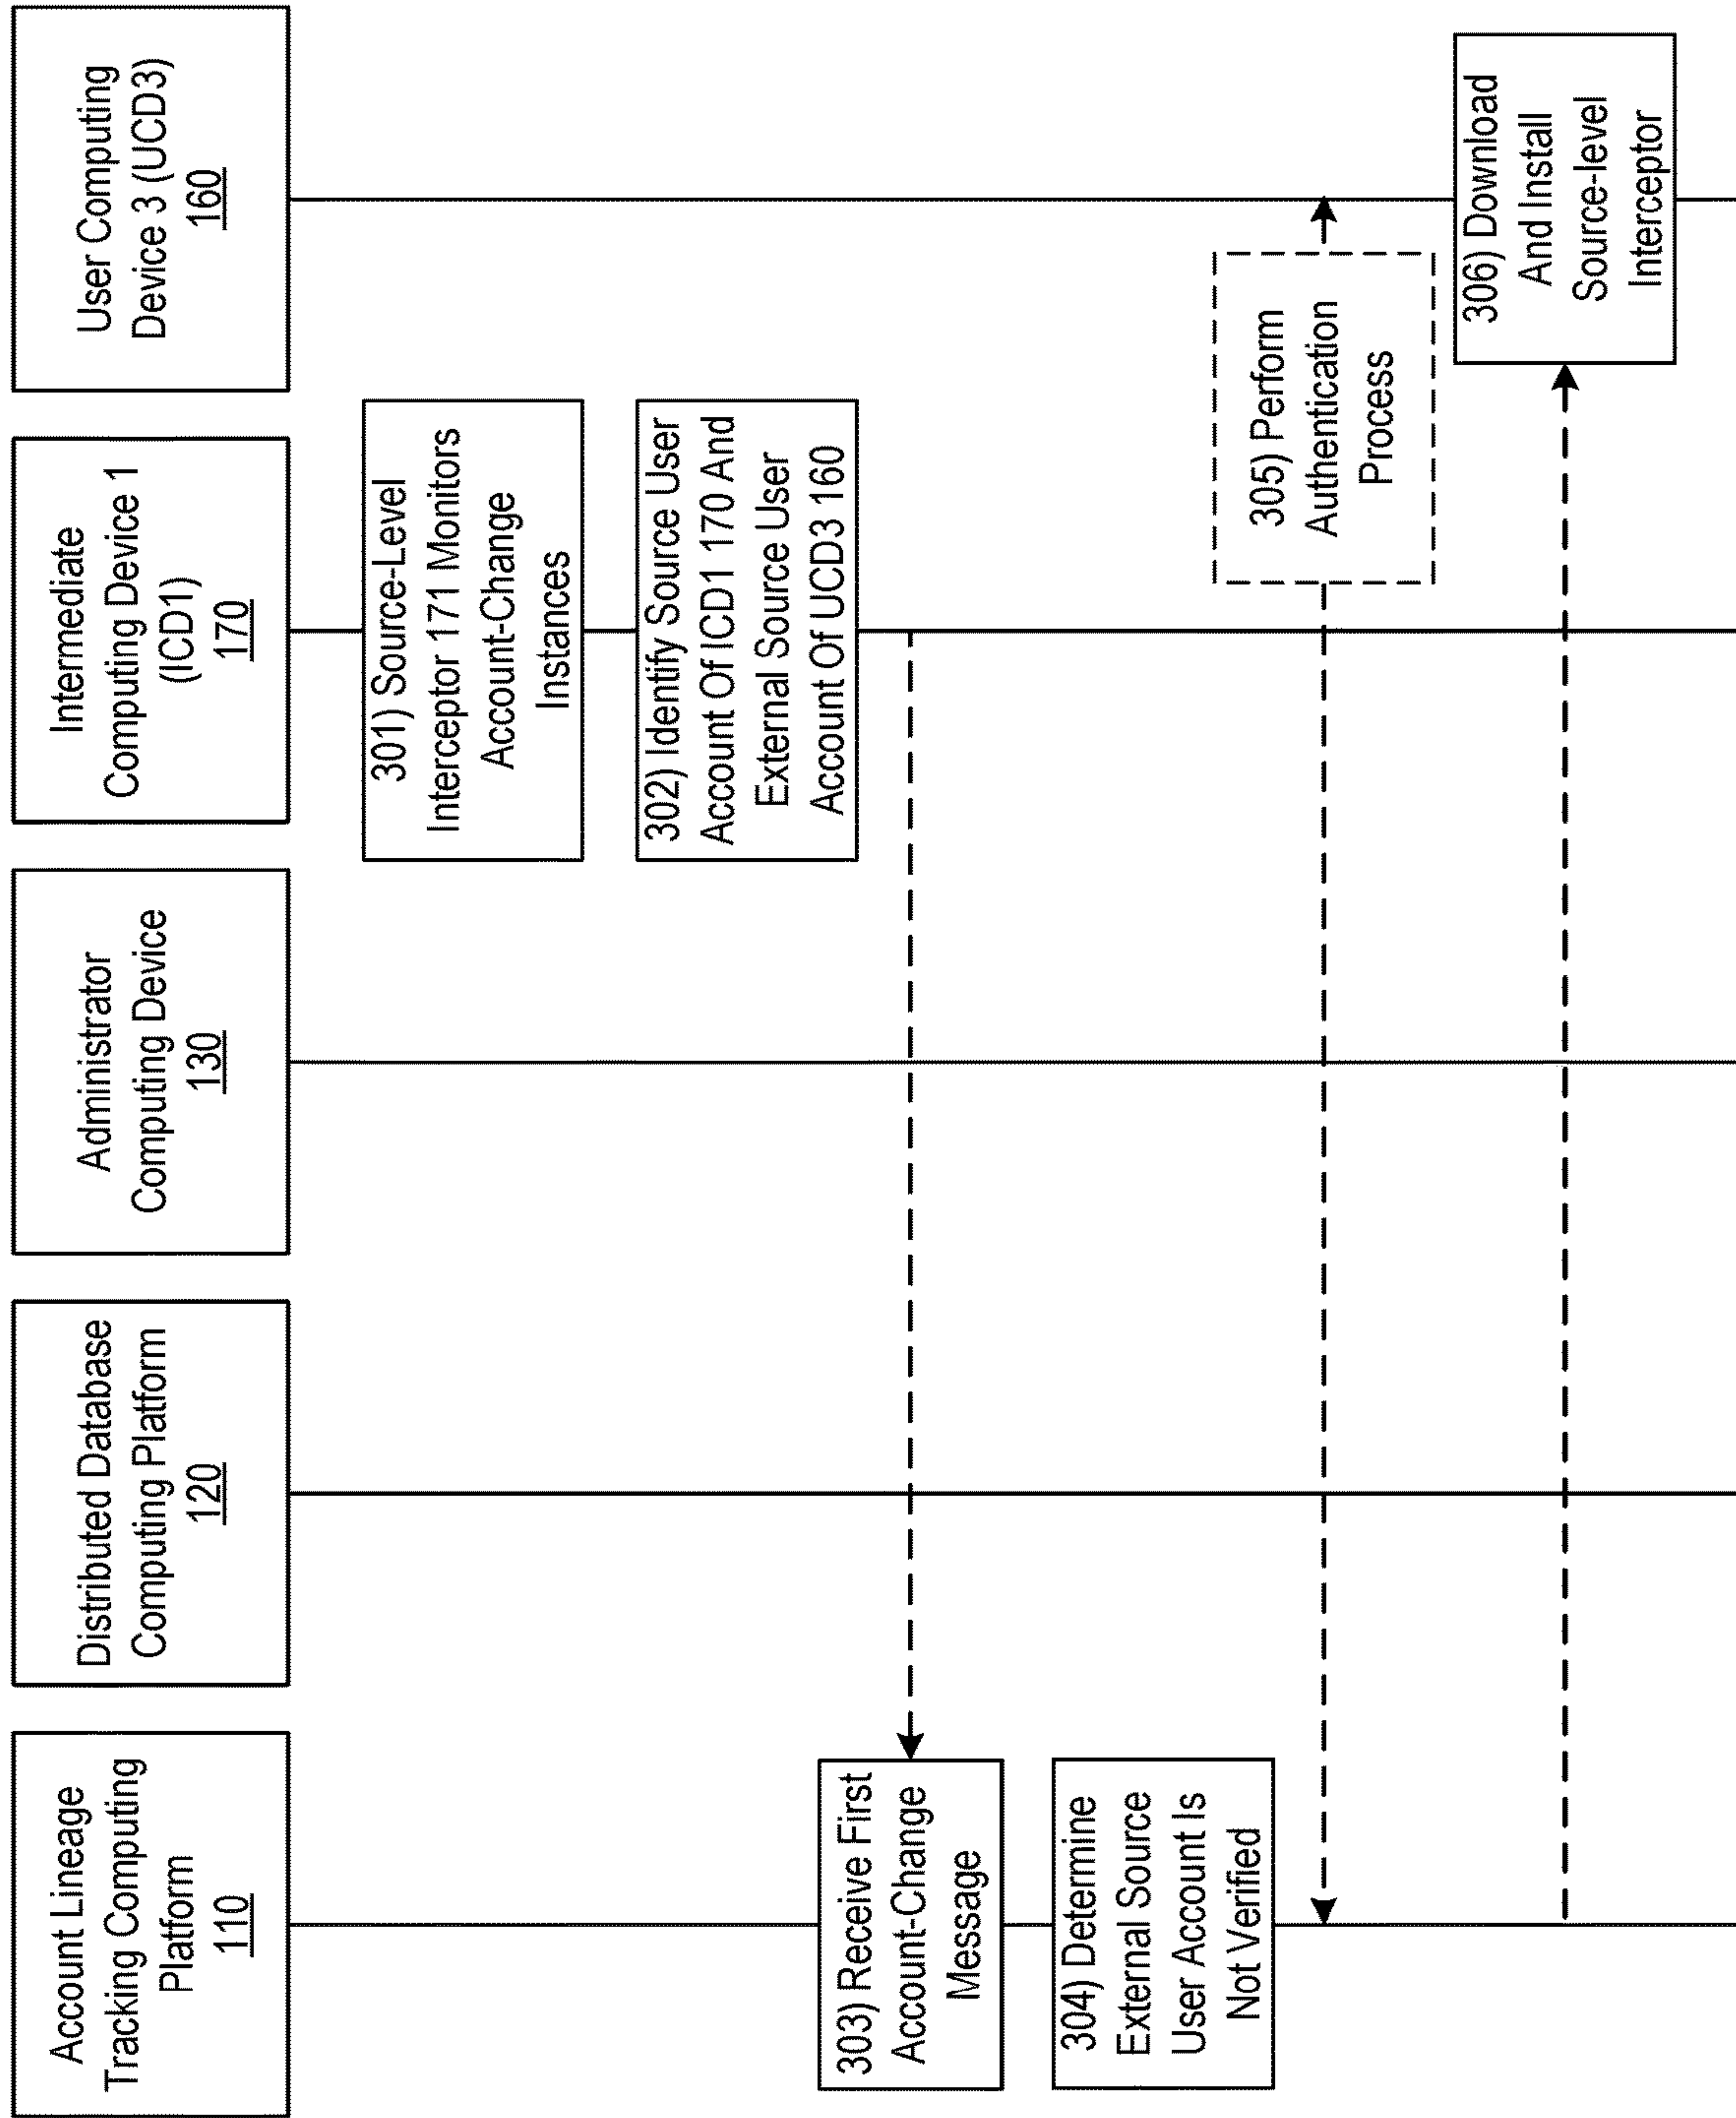 Account Lineage
Tracking Computing
Platform
110
Distributed Database
Computing Platform
120
Administrator
Computing Device
130
Intermediate
Computing Device 1
(ICD1)
170
User Computing
Device 3 (UCD3)
160
301) Source-Level
Interceptor 171 Monitors
Account-Change
Instances
302) Identify Source User
Account Of ICD1 170 And
External Source User
Account Of UCD3 160
303) Receive First
Account-Change
Message
304) Determine
External Source
User Account Is
Not Verified
305) Perform
Authentication
Process
306) Download
And Install
Source-level
Interceptor